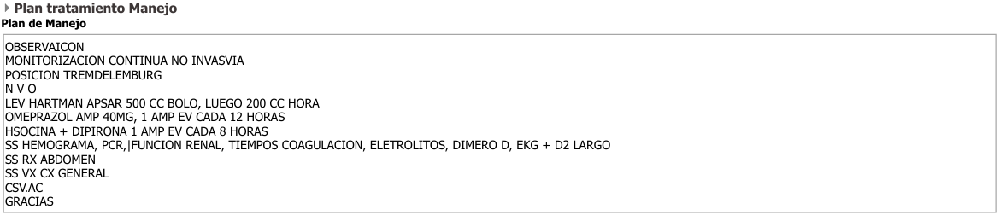 Plan tratamiento Manejo
Plan de Manejo
OBSERVAICON
MONITORIZACION CONTINUA NO INVASVIA
POSICION TREMDELEMBURG
N V O
LEV HARTMAN APSAR 500 CC BOLO, LUEGO 200 CC HORA
OMEPRAZOL AMP 40MG, 1 AMP EV CADA 12 HORAS
HSOCINA + DIPIRONA 1 AMP EV CADA 8 HORAS
SS HEMOGRAMA, PCR,|FUNCION RENAL, TIEMPOS COAGULACION, ELETROLITOS, DIMERO D, EKG + D2 LARGO
SS RX ABDOMEN
SS VX CX GENERAL
CSV.AC
GRACIAS